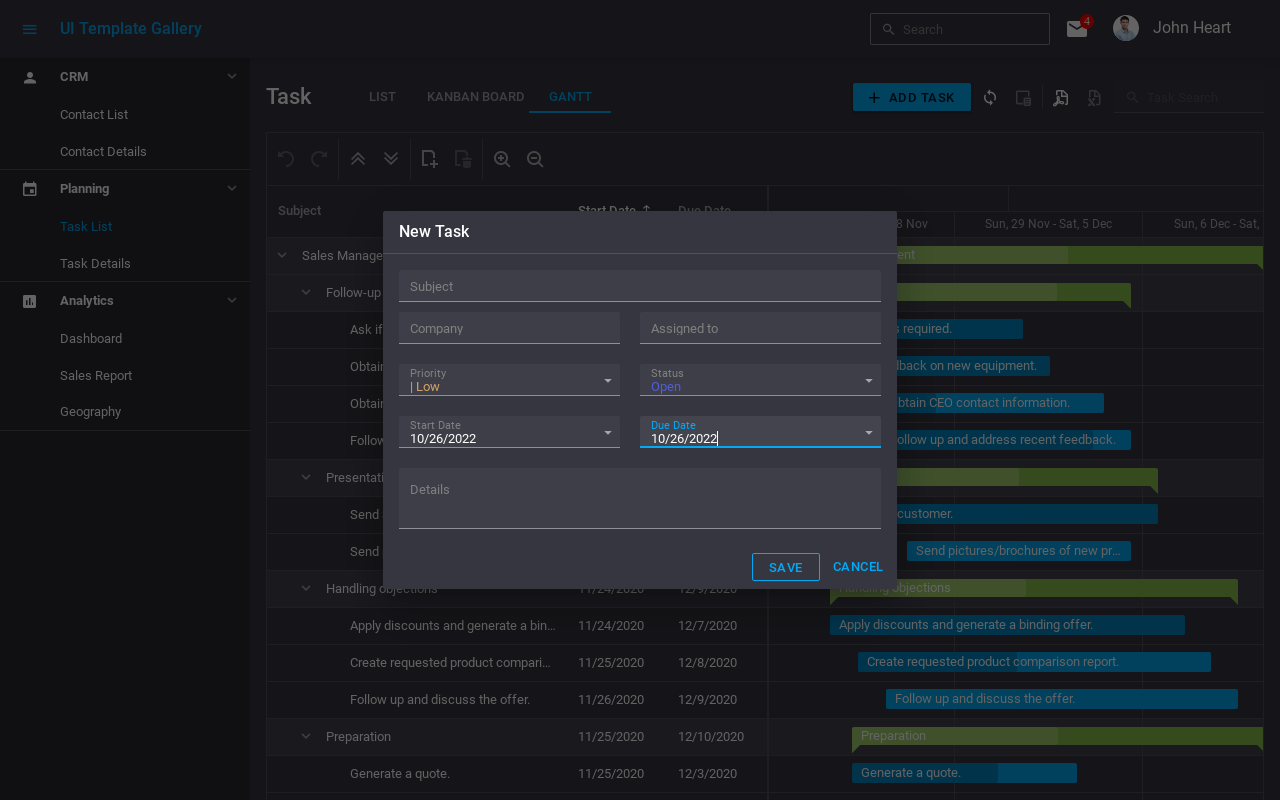 UI Template Gallery
Search
4
John Heart
CRM
Contact List
Contact Details
Planning
Task List
Task Details
Analytics
Dashboard
Sales Report
Geography
Task
LIST
KANBAN BOARD
GANTT
ADD TASK
Task Search
Subject
Start Date
Due Date
8 Nov
Sun, 29 Nov - Sat, 5 Dec
Sun, 6 Dec - Sat,
Sales Manage
ent
Follow-up
Ask if
s required.
Obtain
back on new equipment.
Obtain
btain CEO contact information.
Follow
ollow up and address recent feedback.
Presentati
Send
customer.
Send
Send pictures/brochures of new pr...
Handling objections
11/24/2020
12/9/2020
Handling objections
Apply discounts and generate a bin...
11/24/2020
12/7/2020
Apply discounts and generate a binding offer.
Create requested product compari...
11/25/2020
12/8/2020
Create requested product comparison report.
Follow up and discuss the offer.
11/26/2020
12/9/2020
Follow up and discuss the offer.
Preparation
11/25/2020
12/10/2020
Preparation
Generate a quote.
11/25/2020
12/3/2020
Generate a quote.
New Task
Subject
Company
Assigned to
Priority
| Low
Status
Open
Start Date
10/26/2022
Due Date
10/26/2022
Details
SAVE
CANCEL